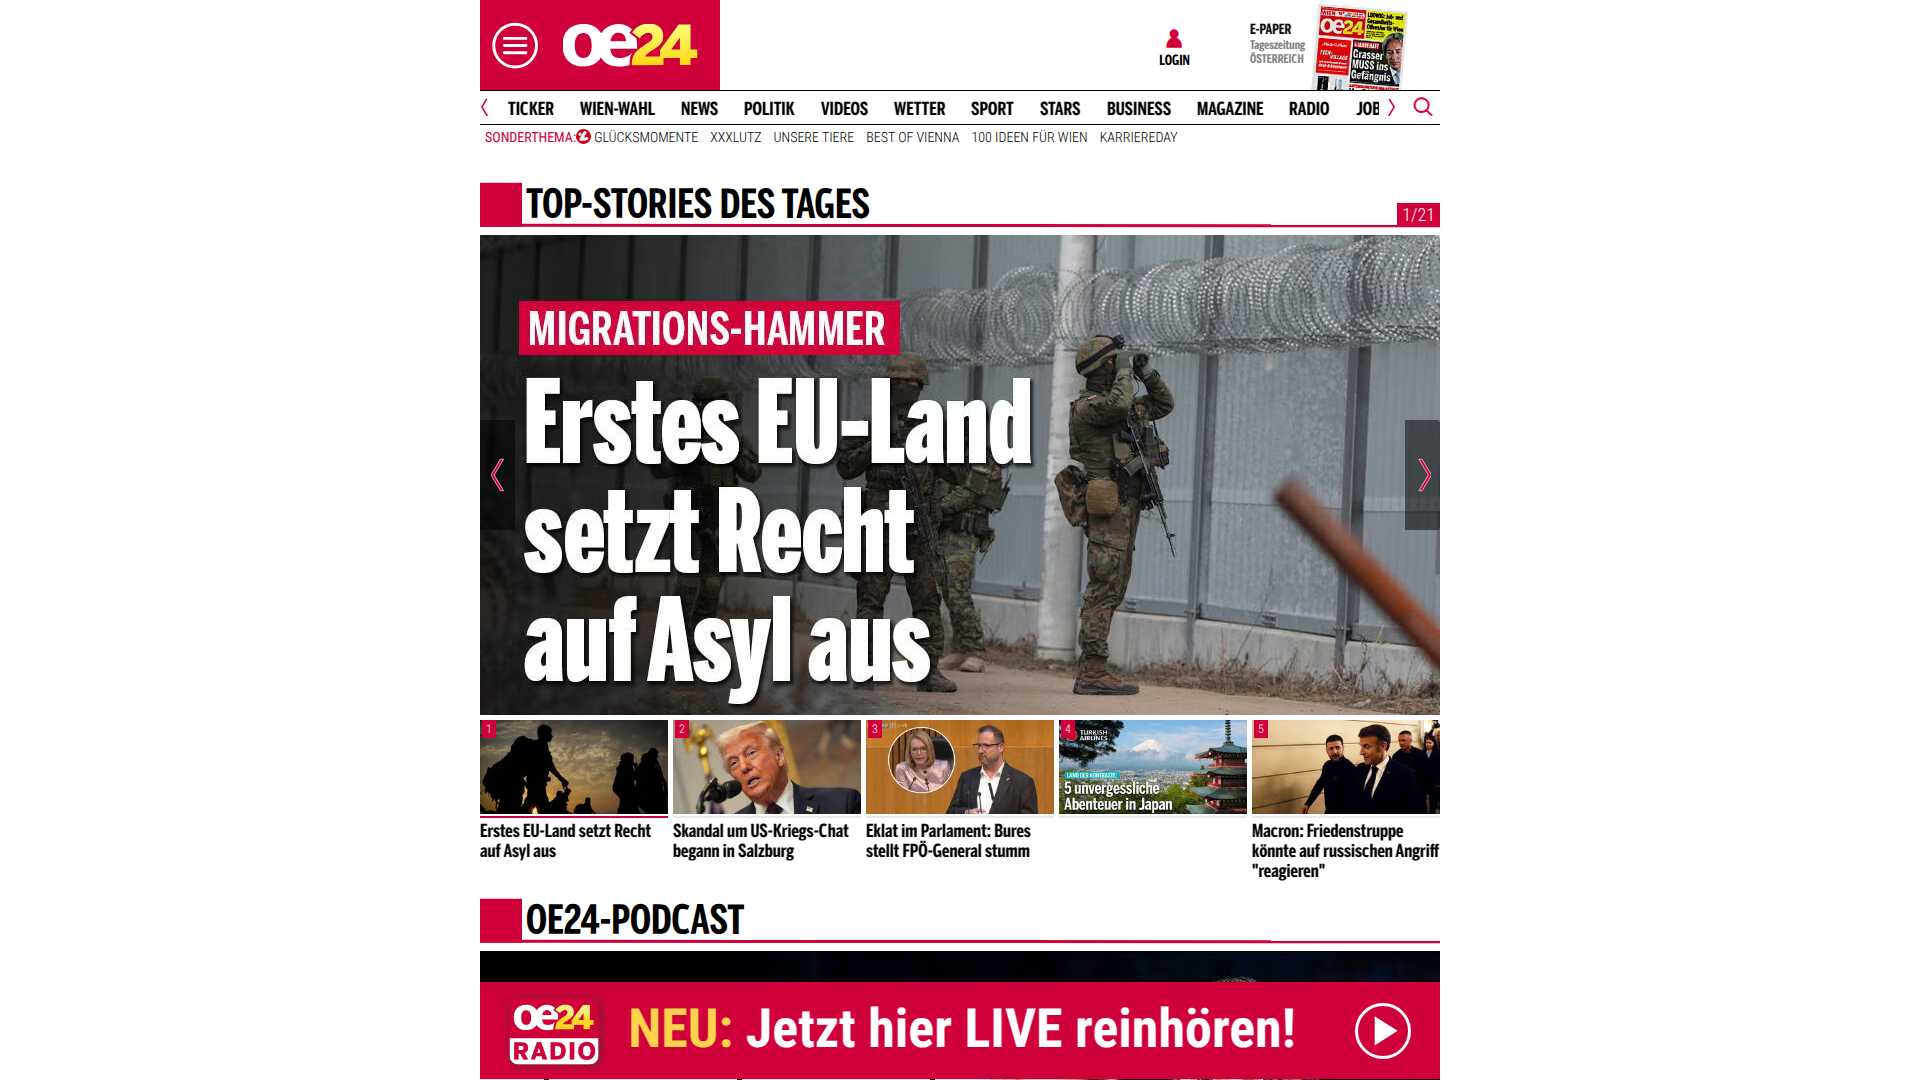 oe24
LOGIN
E-PAPER
Tageszeitung
ÖSTERREICH
oe24
Grasser
MUSS ins
Gefängnis
TICKER WIEN-WAHL NEWS POLITIK VIDEOS WETTER SPORT STARS BUSINESS MAGAZINE RADIO JOB
SONDERTHEMA: GLÜCKSMOMENTE XXXLUTZ UNSERE TIERE BEST OF VIENNA 100 IDEEN FÜR WIEN KARRIEREDAY
TOP-STORIES DES TAGES
1/21
MIGRATIONS-HAMMER
Erstes EU-Land
setzt Recht
auf Asyl aus
1
2
3
4
5
TURKISH
AIRLINES
LAND DER KONTRASTE
5 unvergessliche
Abenteuer in Japan
Erstes EU-Land setzt Recht
auf Asyl aus
Skandal um US-Kriegs-Chat
begann in Salzburg
Eklat im Parlament: Bures
stellt FPÖ-General stumm
Macron: Friedenstruppe
könnte auf russischen Angriff
"reagieren"
OE24-PODCAST
oe24
RADIO
NEU: Jetzt hier LIVE reinhören!